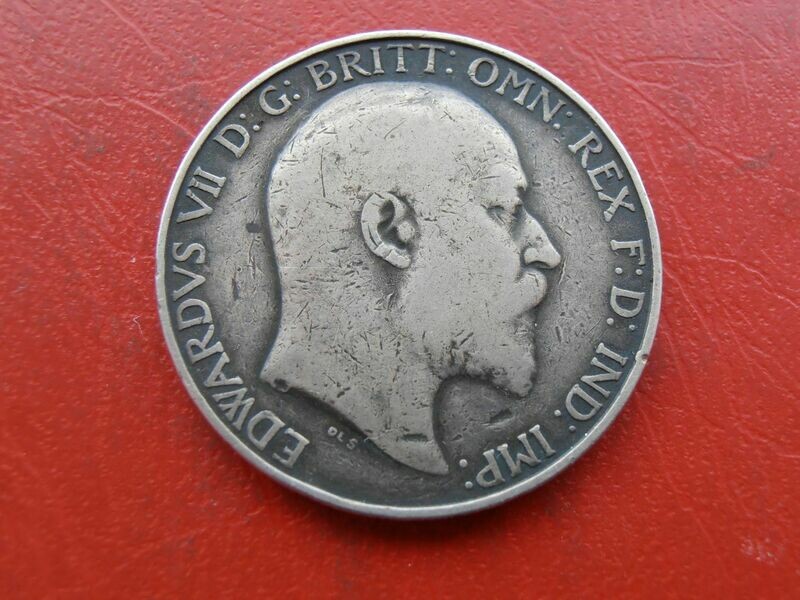 EDWARDVS VII D: G: BRITT: OMN: REX F: D: IND: IMP:
DES